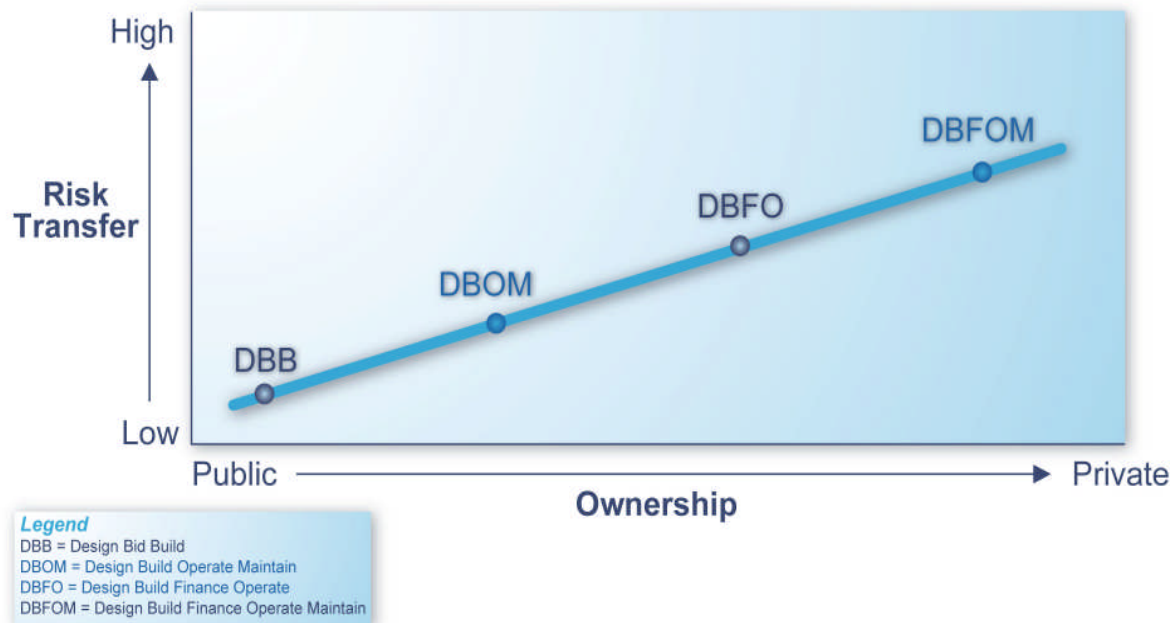 High
DBFOM
Risk
Transfer
DBFO
DBOM
DBB
Low
Public
Private
Ownership
Legend
DBB = Design Bid Build
DBOM = Design Build Operate Maintain
DBFO = Design Build Finance Operate
DBFOM = Design Build Finance Operate Maintain